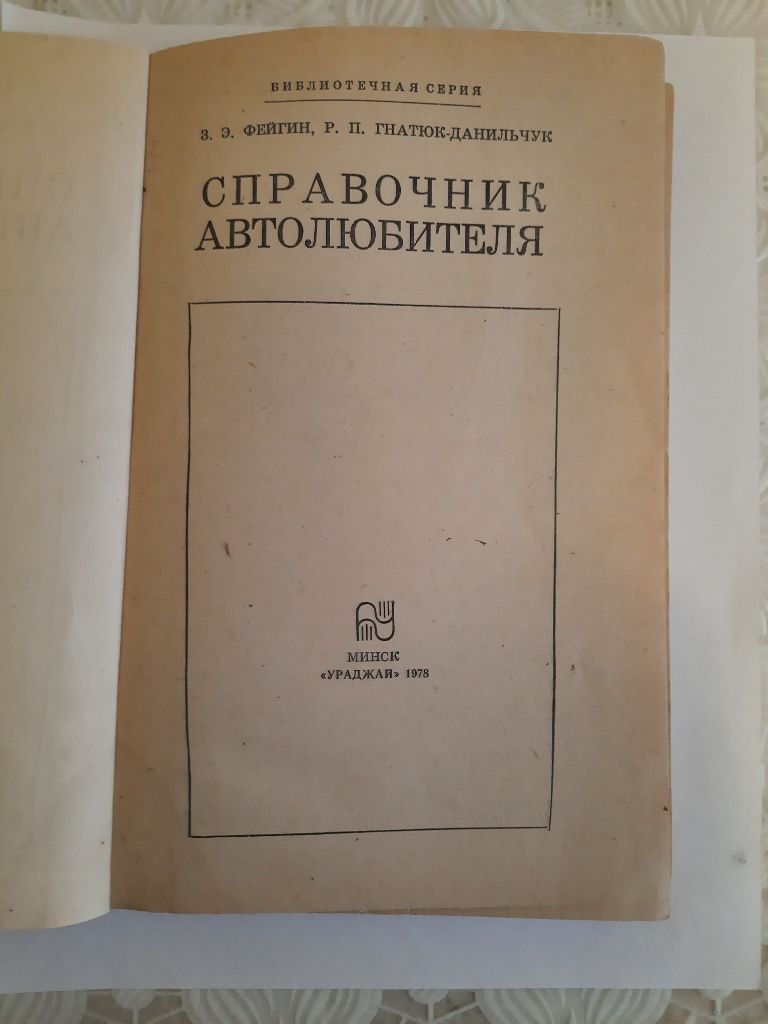 БИБЛИОТЕЧНАЯ СЕРИЯ
З. Э. ФЕЙГИН, Р. П. ГНАТЮК-ДАНИЛЬЧУК
СПРАВОЧНИК
АВТОЛЮБИТЕЛЯ
МИНСК
«УРАДЖАЙ» 1978